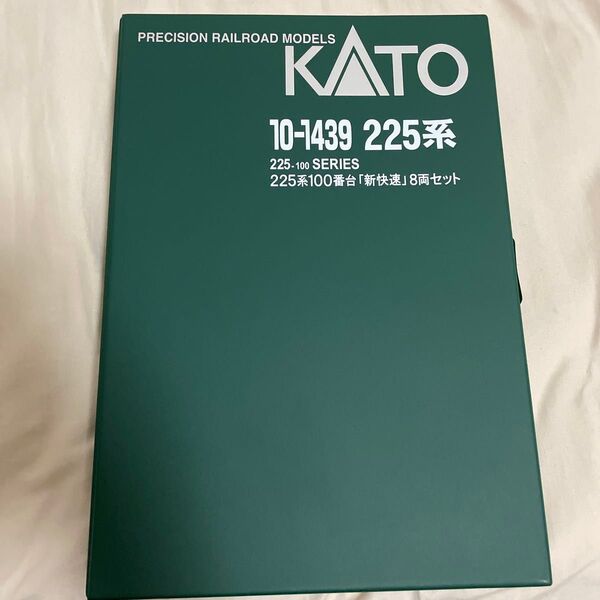 PRECISION RAILROAD MODELS
KATO
10-1439 225系
225-100 SERIES
225系100番台「新快速」8両セット